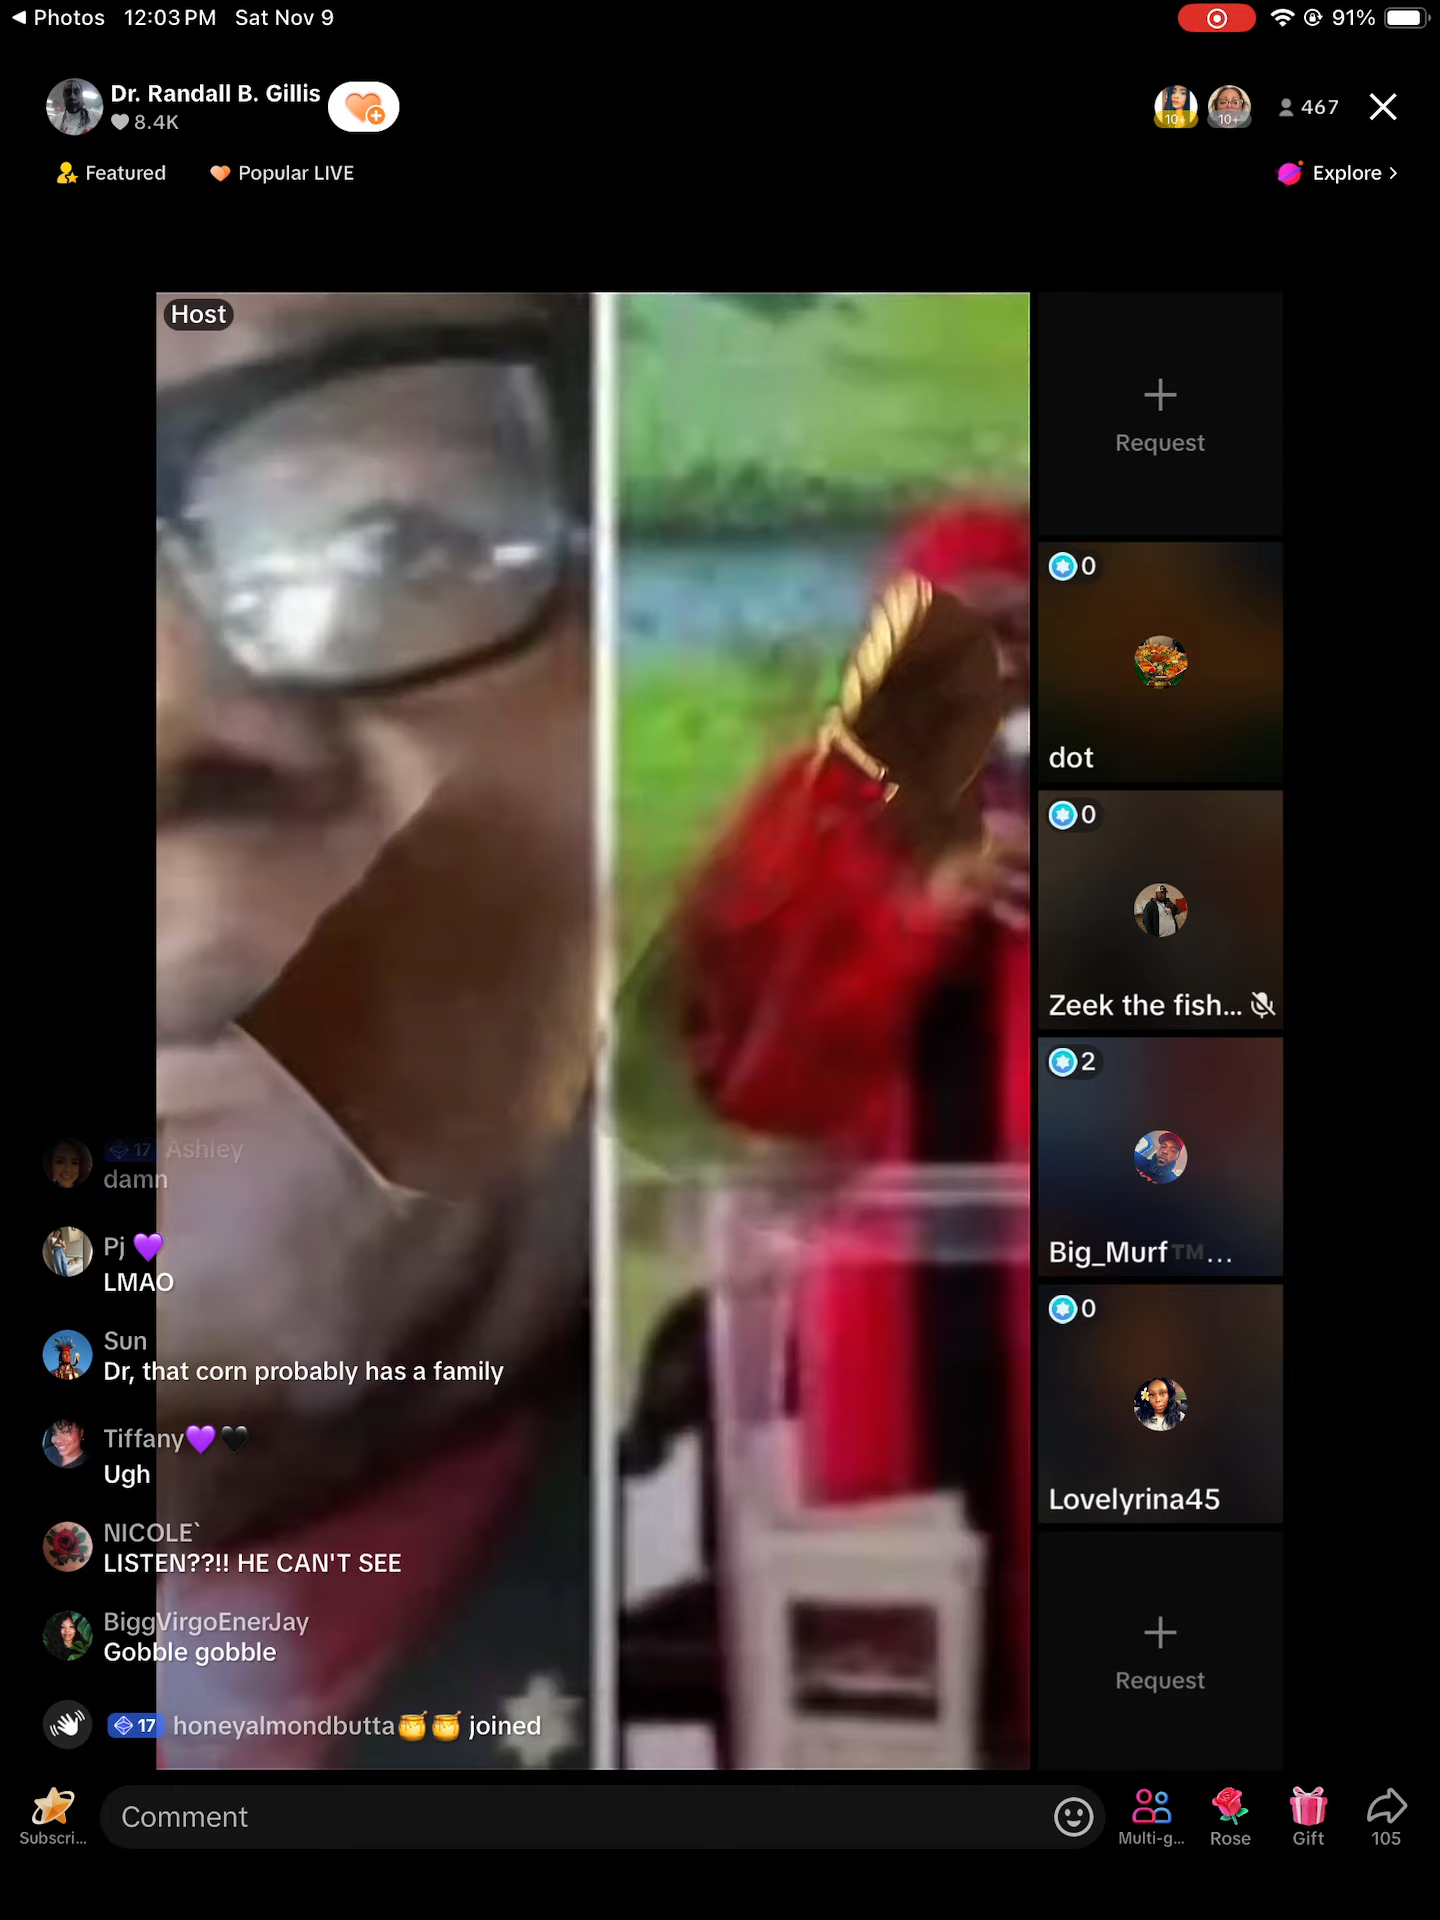 Photos 12:03 PM Sat Nov 9 91%
Dr. Randall B. Gillis
8.4K
10+ 10+ 467
Featured Popular LIVE Explore
Host
Request
0
dot
0
Zeek the fish...
2
Big_Murf™...
0
Lovelyrina45
Request
17 Ashley
damn
Pj 💜
LMAO
Sun
Dr, that corn probably has a family
Tiffany💜🖤
Ugh
NICOLE`
LISTEN??!! HE CAN'T SEE
BiggVirgoEnerJay
Gobble gobble
17 honeyalmondbutta🍯🍯 joined
Subscri... Comment Multi-g... Rose Gift 105